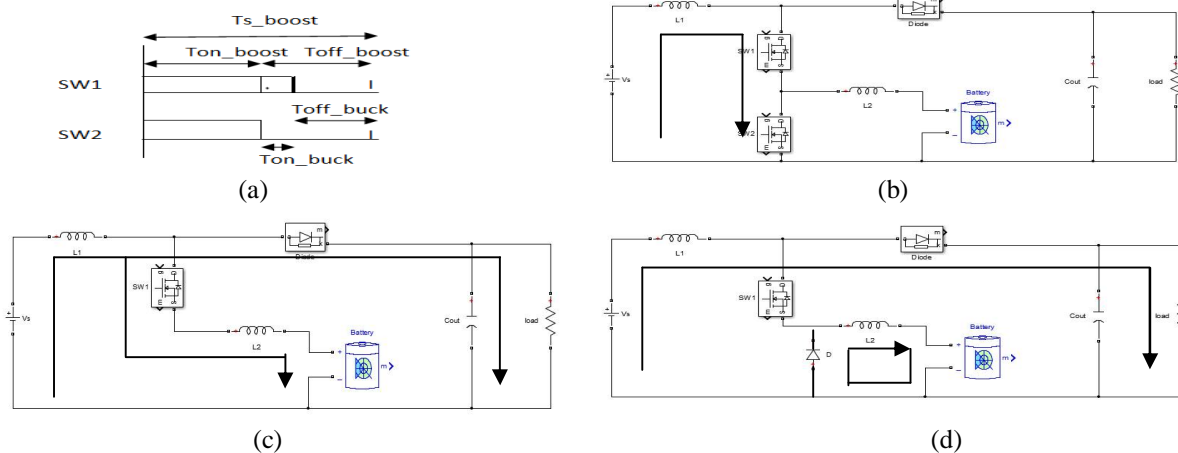 Ts_boost
Ton_boost Toff_boost
SW1
Toff_buck
SW2
Ton_buck
(a)
L1
m
a
k
Diode
Vs
g D
SW1
m S
L2
Battery
+
m
−
g D
SW2
m S
Cout
load
(b)
L1
m
a
k
Diode
Vs
g D
SW1
m S
L2
Battery
+
m
−
Cout
load
(c)
L1
m
a
k
Diode
Vs
g D
SW1
m S
D
L2
Battery
+
m
−
Cout
load
(d)